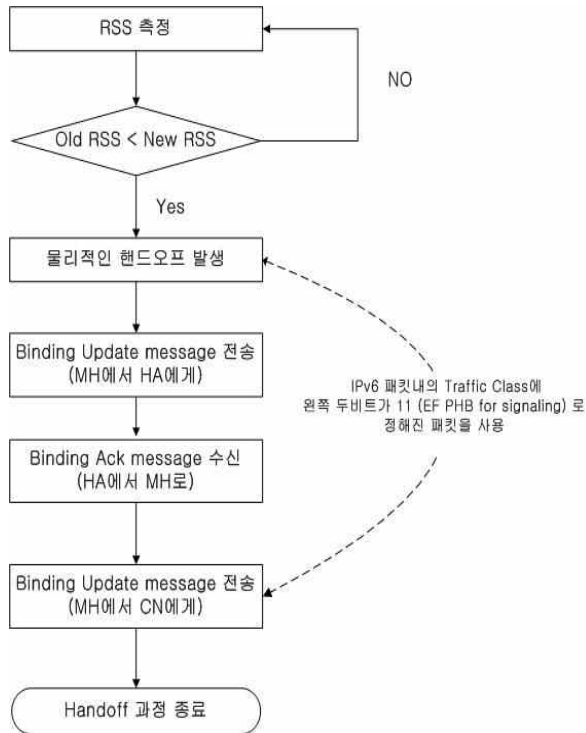 RSS 측정
NO
Old RSS < New RSS
Yes
물리적인 핸드오프 발생
Binding Update message 전송
(MH에서 HA에게)
IPv6 패킷내의 Traffic Class에
왼쪽 두비트가 11 (EF PHB for signaling) 로
정해진 패킷을 사용
Binding Ack message 수신
(HA에서 MH로)
Binding Update message 전송
(MH에서 CN에게)
Handoff 과정 종료